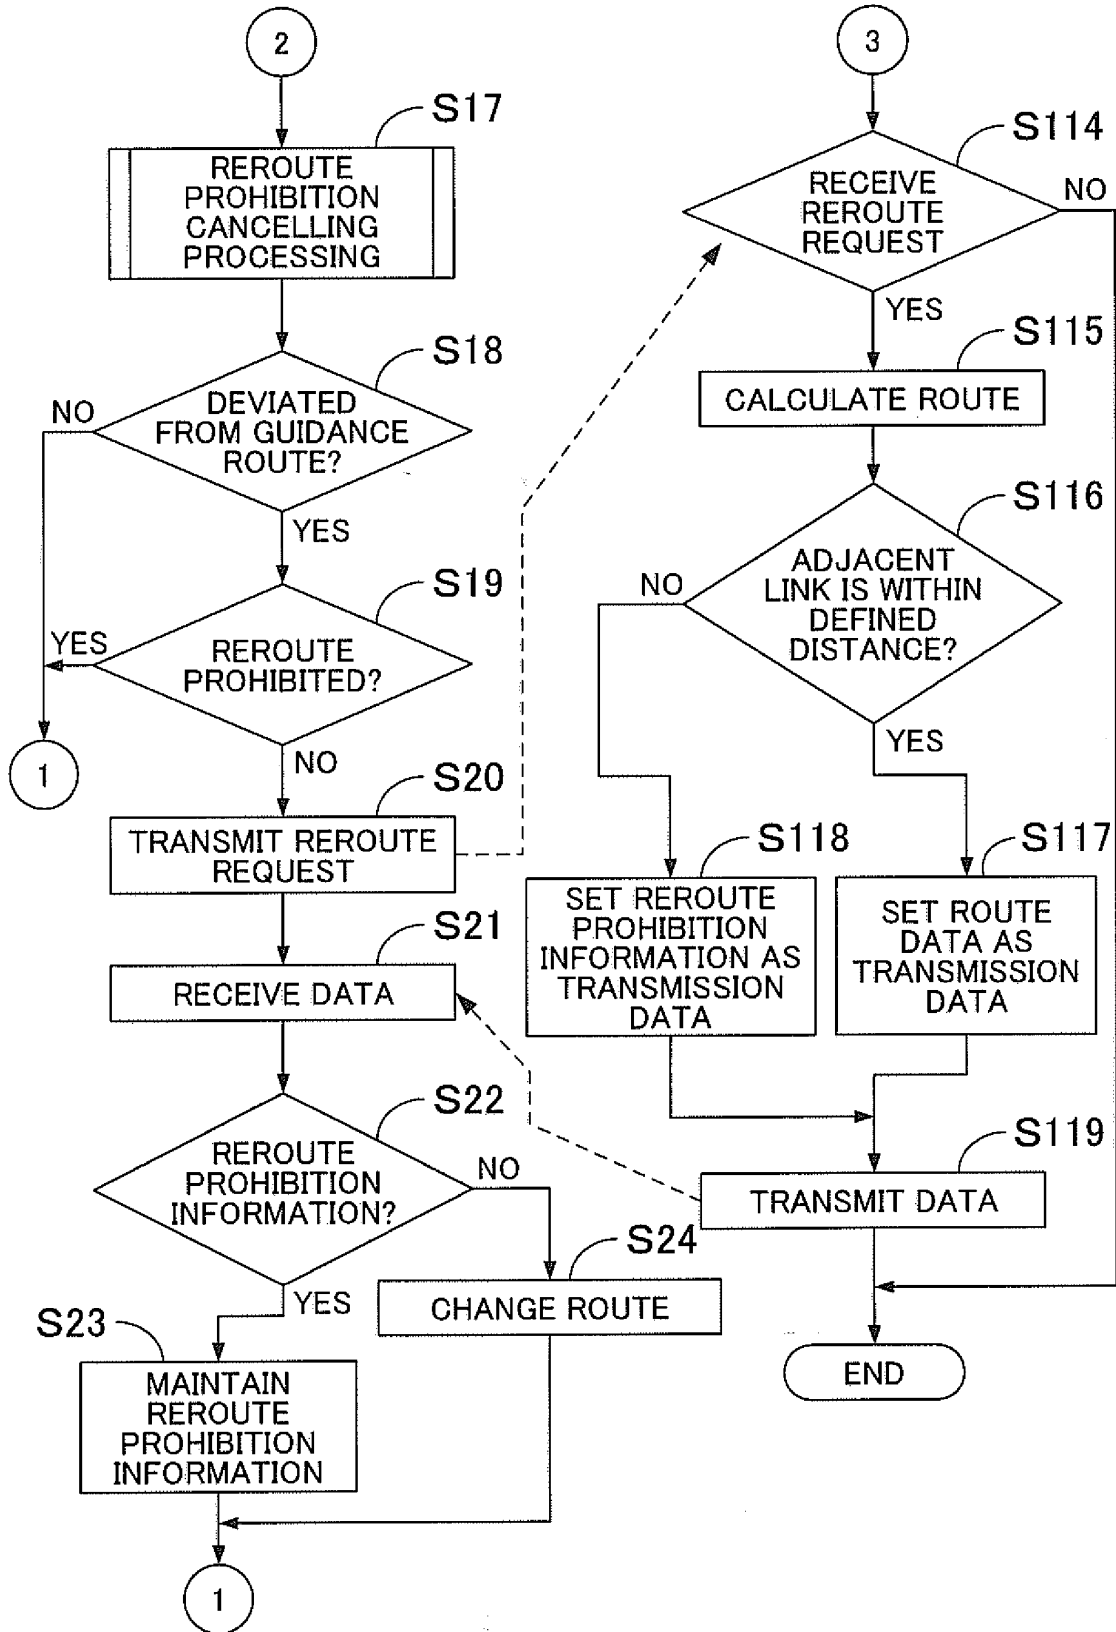 2
S17
REROUTE
PROHIBITION
CANCELLING
PROCESSING
S18
NO
DEVIATED
FROM GUIDANCE
ROUTE?
YES
S19
YES
REROUTE
PROHIBITED?
NO
1
S20
TRANSMIT REROUTE
REQUEST
S21
RECEIVE DATA
S22
REROUTE
PROHIBITION
INFORMATION?
NO
YES
S24
CHANGE ROUTE
S23
MAINTAIN
REROUTE
PROHIBITION
INFORMATION
1
3
S114
RECEIVE
REROUTE
REQUEST
NO
YES
S115
CALCULATE ROUTE
S116
ADJACENT
LINK IS WITHIN
DEFINED
DISTANCE?
NO
YES
S118
SET REROUTE
PROHIBITION
INFORMATION AS
TRANSMISSION
DATA
S117
SET ROUTE
DATA AS
TRANSMISSION
DATA
S119
TRANSMIT DATA
END